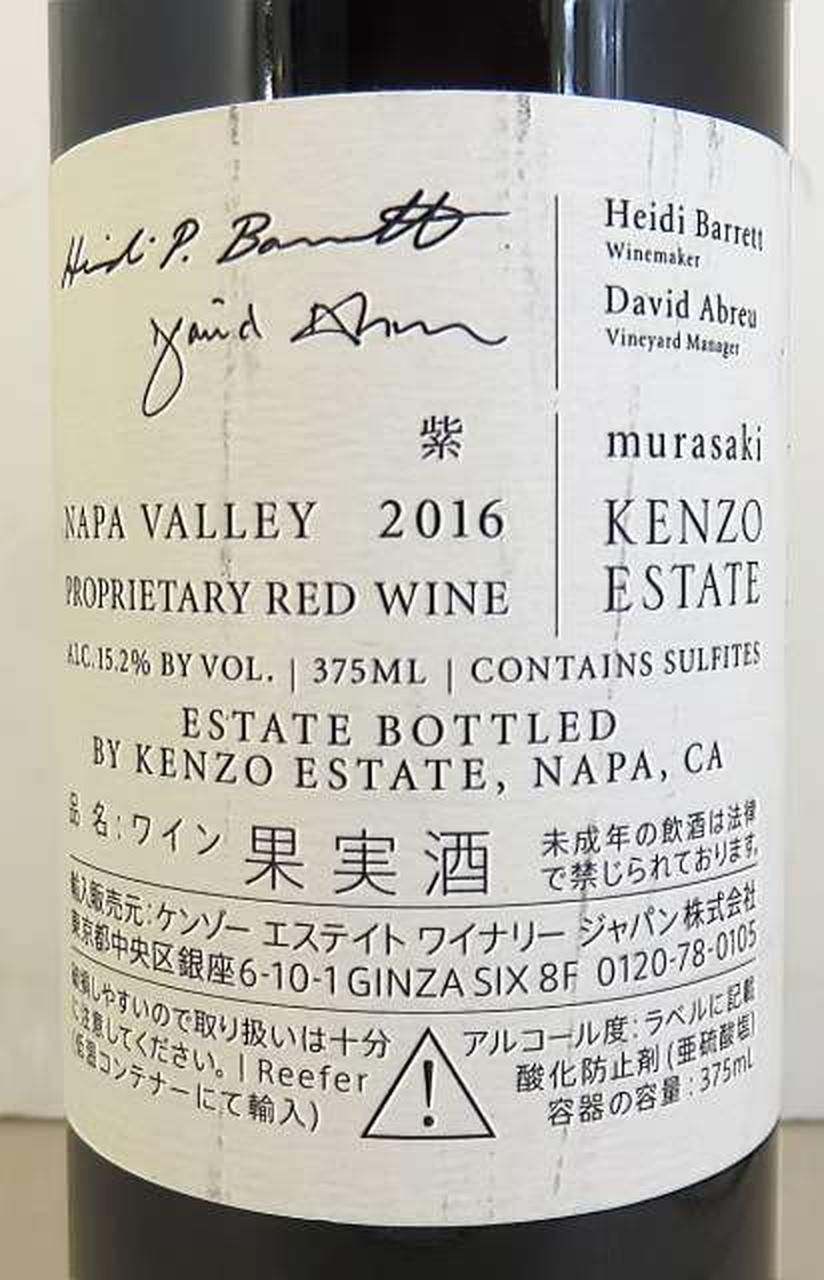 Heidi P. Barrett
David Abreu
Heidi Barrett
Winemaker
David Abreu
Vineyard Manager
紫
murasaki
NAPA VALLEY 2016
PROPRIETARY RED WINE
KENZO
ESTATE
ALC.15.2% BY VOL. | 375ML | CONTAINS SULFITES
ESTATE BOTTLED
BY KENZO ESTATE, NAPA, CA
品名:ワイン 果実酒
未成年の飲酒は法律
で禁じられております。
輸入販売元:ケンゾー エステイト ワイナリー ジャパン株式会社
東京都中央区銀座6-10-1 GINZA SIX 8F 0120-78-0105
破損しやすいので取り扱いは十分
に注意してください。| Reefer
(低温コンテナーにて輸入)
!
アルコール度:ラベルに記載
酸化防止剤(亜硫酸塩)
容器の容量:375mL